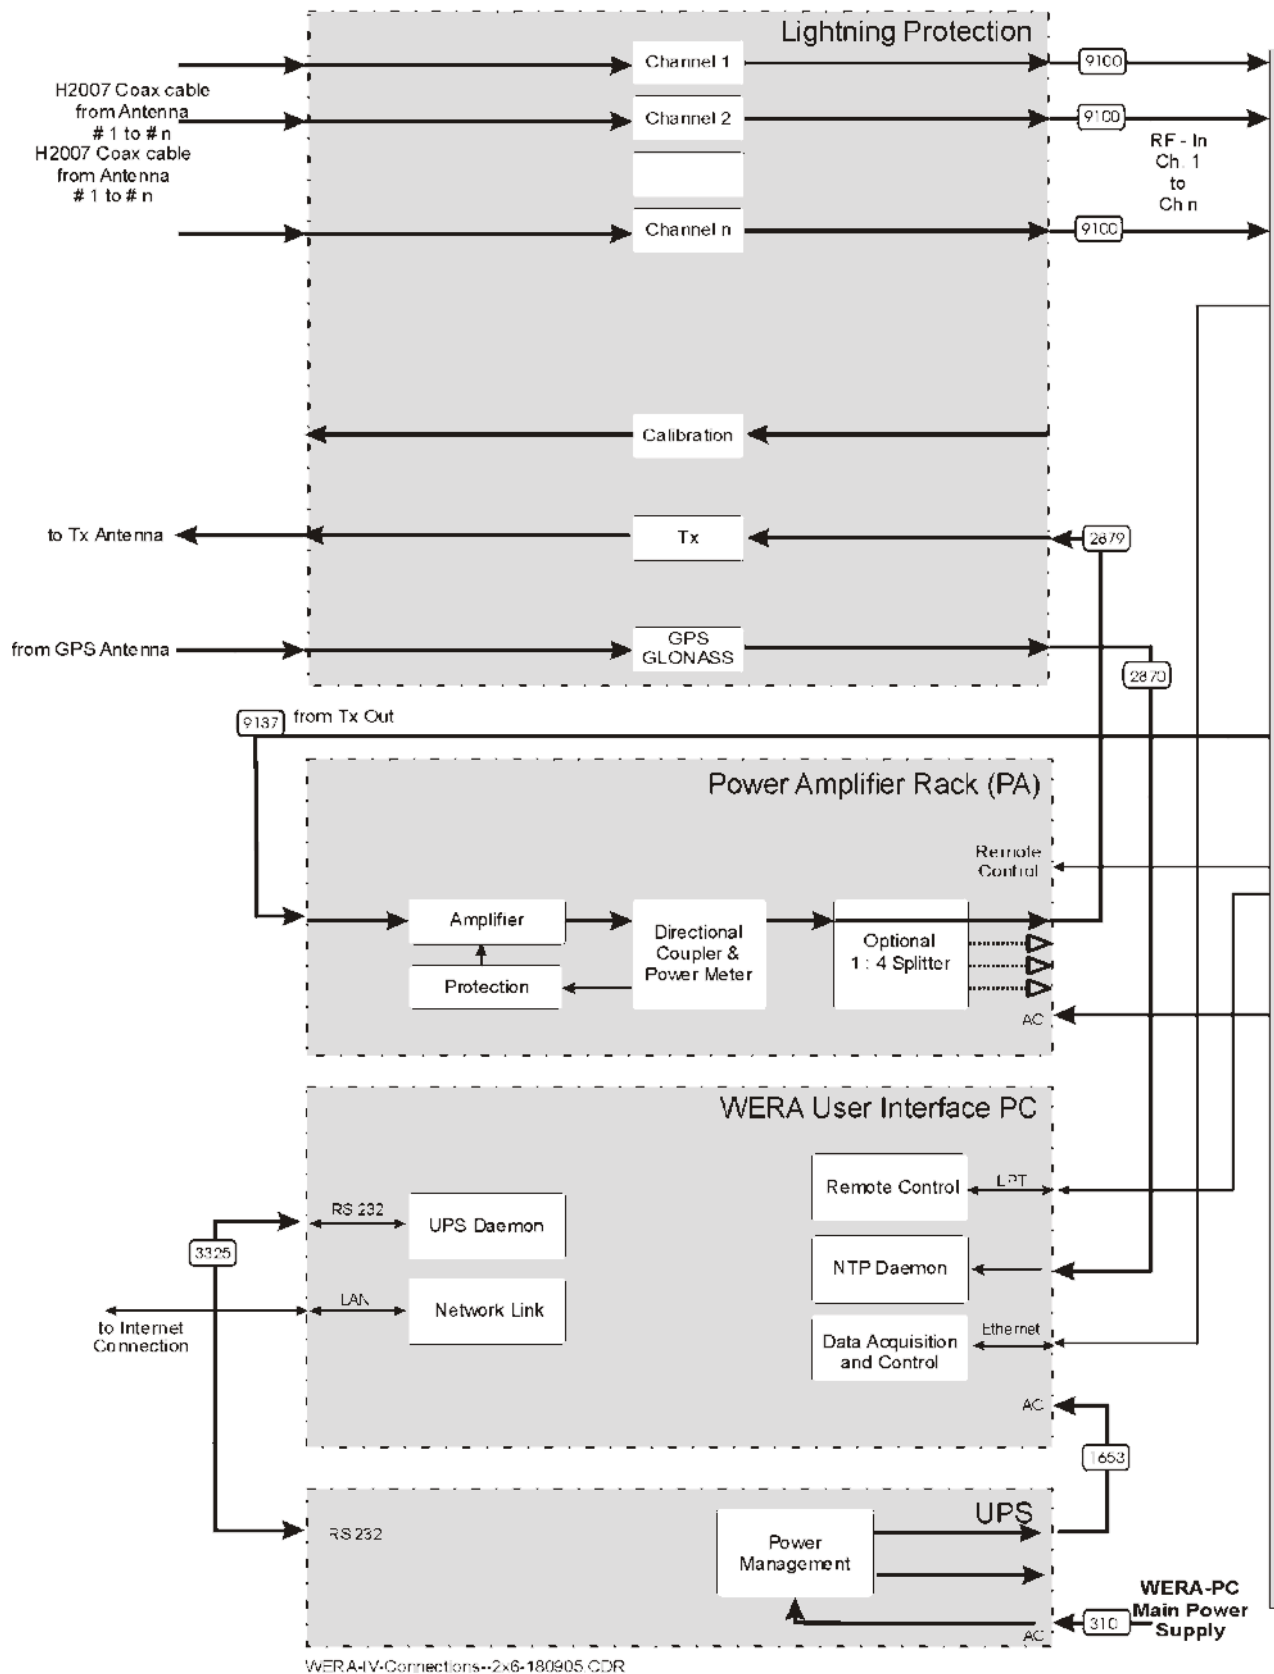 Lightning Protection
Channel 1
9100
H2007 Coax cable
from Antenna
# 1 to # n
Channel 2
9100
H2007 Coax cable
from Antenna
# 1 to # n
RF - In
Ch. 1
to
Ch n
Channel n
9100
Calibration
to Tx Antenna
Tx
2879
from GPS Antenna
GPS
GLONASS
2870
9137
from Tx Out
Power Amplifier Rack (PA)
Remote
Control
Amplifier
Directional
Coupler &
Power Meter
Optional
1 : 4 Splitter
Protection
AC
WERA User Interface PC
Remote Control
LPT
RS 232
UPS Daemon
3325
NTP Daemon
LAN
Network Link
to Internet
Connection
Data Acquisition
and Control
Ethernet
AC
1653
UPS
RS 232
Power
Management
WERA-PC
Main Power
Supply
310
AC
WERA-IV-Connections--2x6-180905.CDR